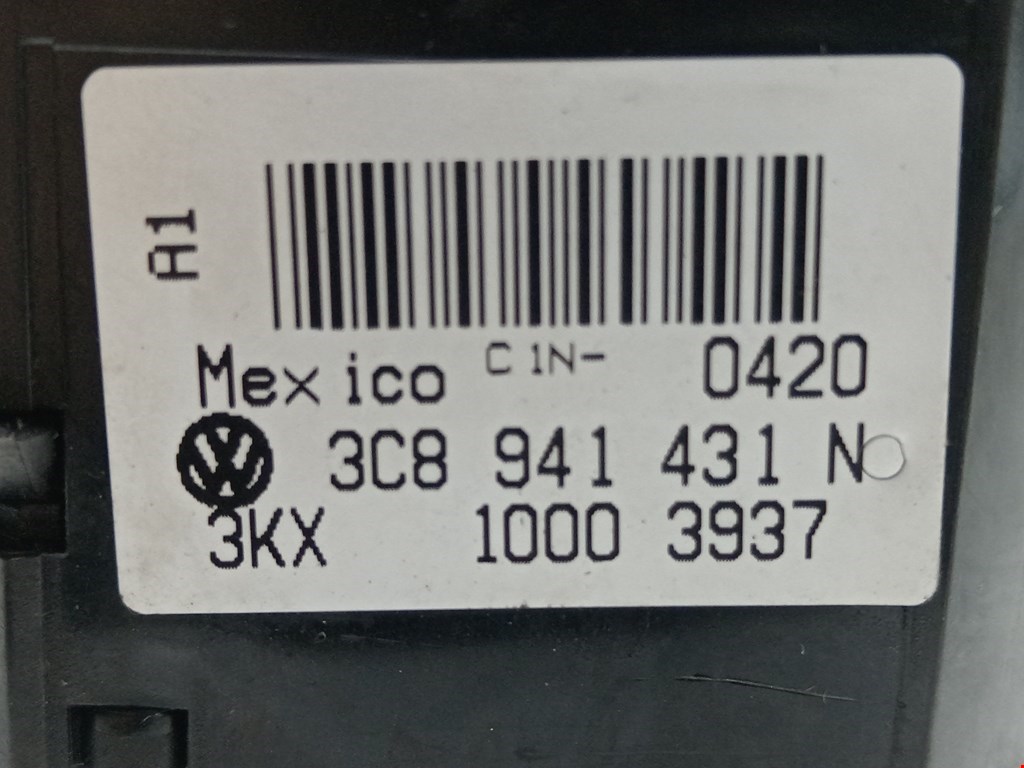 A1
Mexico C 1N- 0420
3C8 941 431 N
3KX 1000 3937